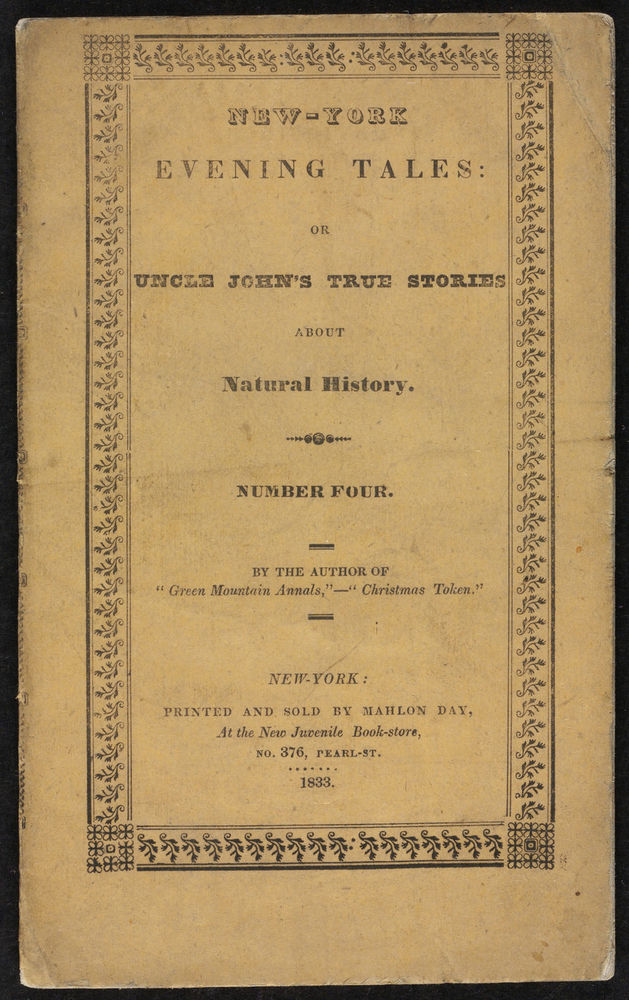 NEW-YORK
EVENING TALES:
OR
UNCLE JOHN'S TRUE STORIES
ABOUT
Natural History.
NUMBER FOUR.
BY THE AUTHOR OF
" Green Mountain Annals,"—" Christmas Token."
NEW-YORK:
PRINTED AND SOLD BY MAHLON DAY,
At the New Juvenile Book-store,
NO. 376, PEARL-ST.
.......
1833.